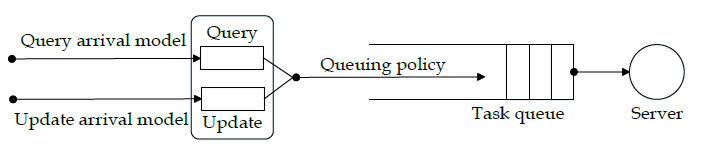 Query arrival model
Query
Queuing policy
Update arrival model
Update
Task queue
Server